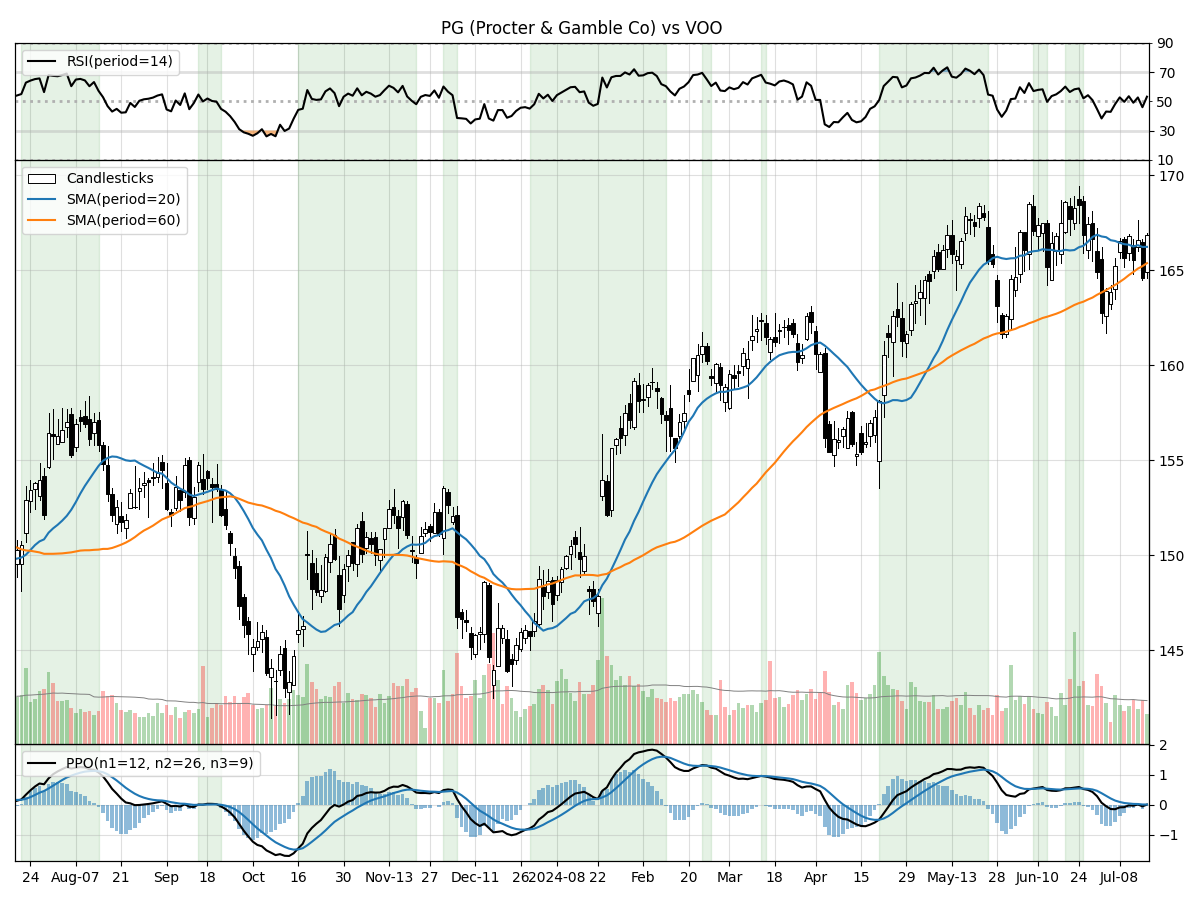 PG (Procter & Gamble Co) vs VOO
RSI(period=14)
90
70
50
30
10
Candlesticks
SMA(period=20)
SMA(period=60)
170
165
160
155
150
145
PPO(n1=12, n2=26, n3=9)
2
1
0
−1
24 Aug-07 21 Sep 18 Oct 16 30 Nov-13 27 Dec-11 26 2024-08 22 Feb 20 Mar 18 Apr 15 29 May-13 28 Jun-10 24 Jul-08